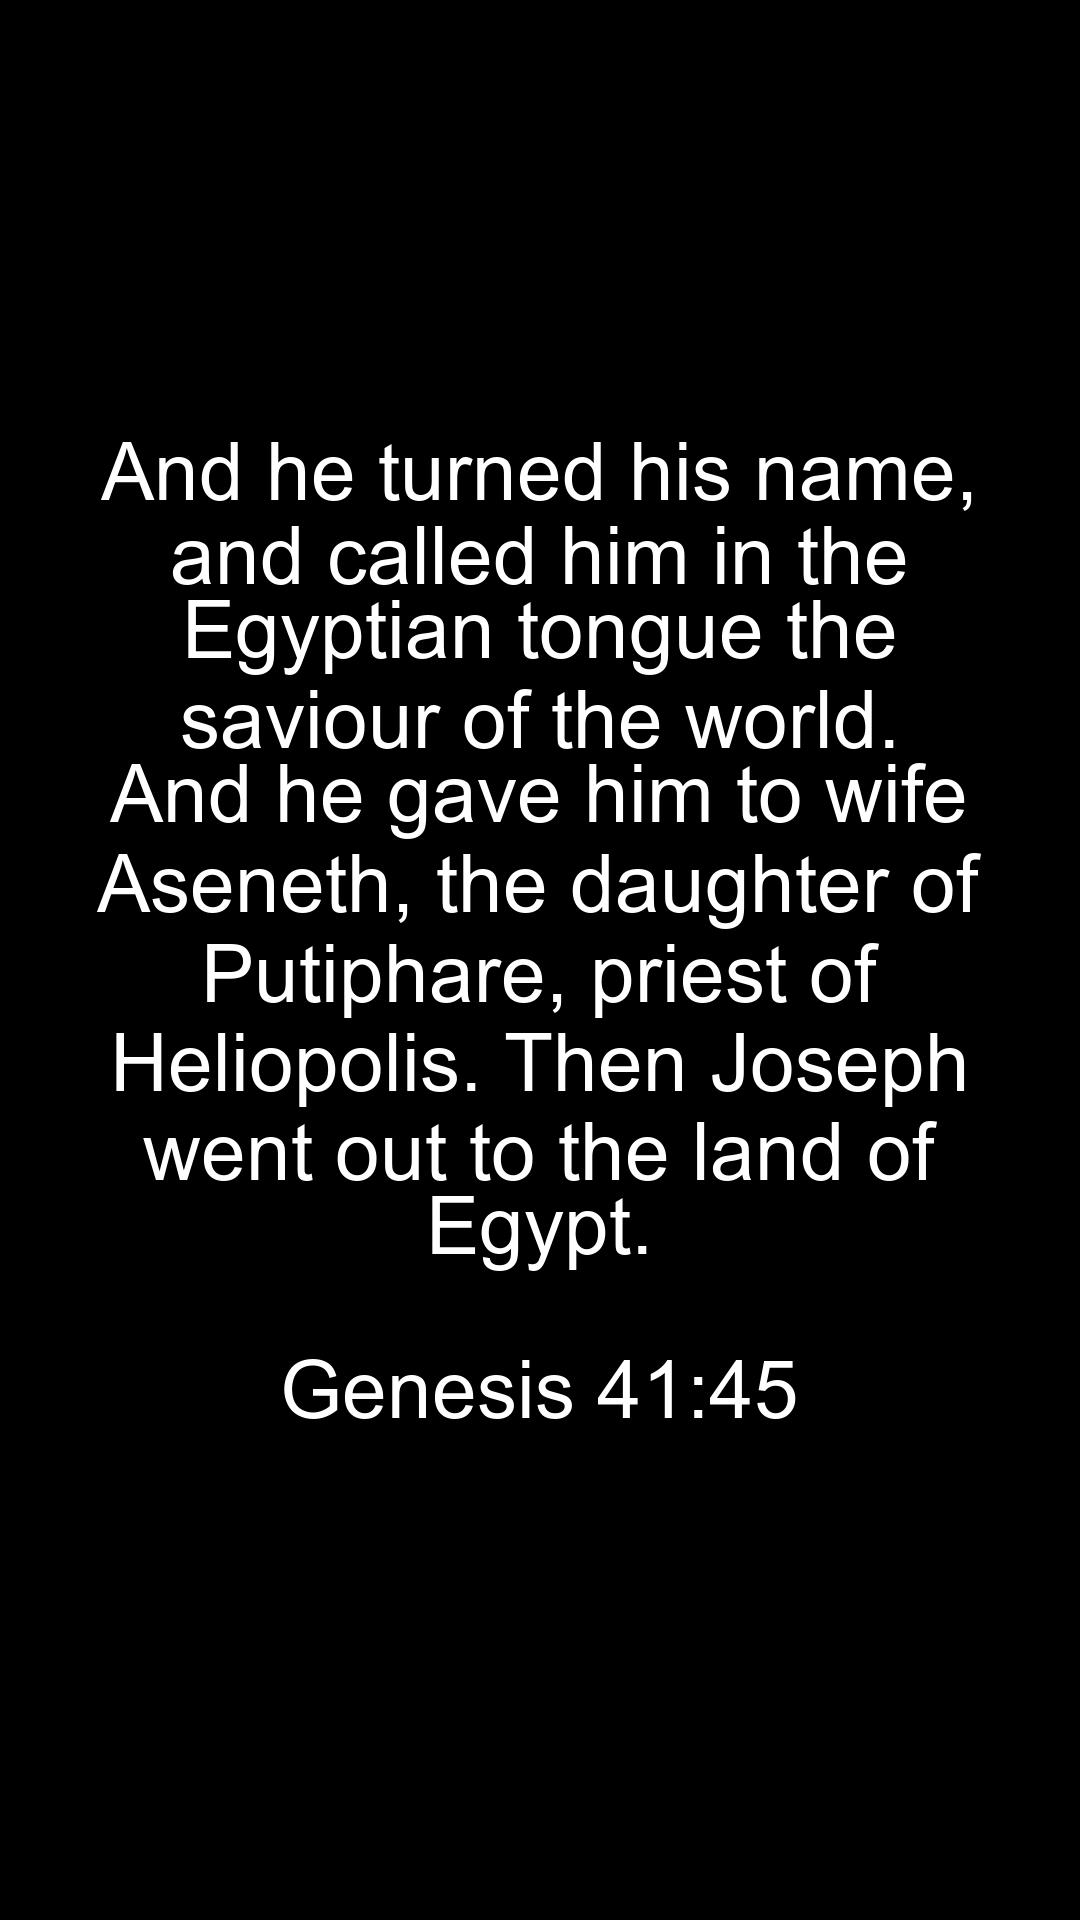 And he turned his name,
and called him in the
Egyptian tongue the
saviour of the world.
And he gave him to wife
Aseneth, the daughter of
Putiphare, priest of
Heliopolis. Then Joseph
went out to the land of
Egypt.
Genesis 41:45